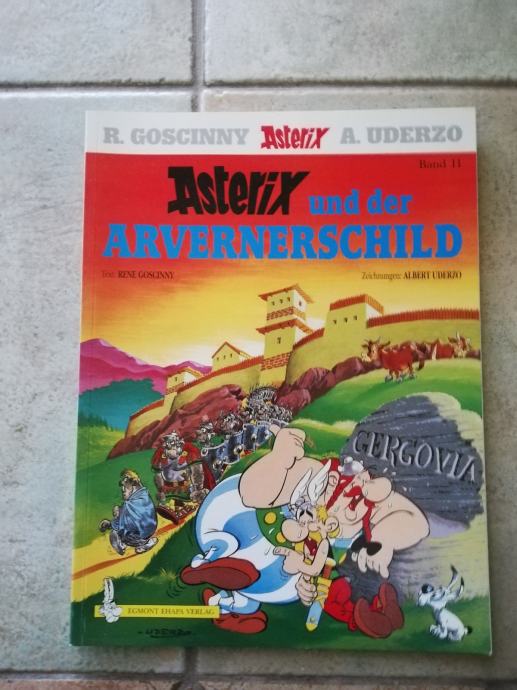 R. GOSCINNY Asterix A. UDERZO
Band 11
Asterix und der
ARVERNERSCHILD
Text: RENE GOSCINNY Zeichnungen: ALBERT UDERZO
GERGOVIA
EGMONT EHAPA VERLAG
UDERZO